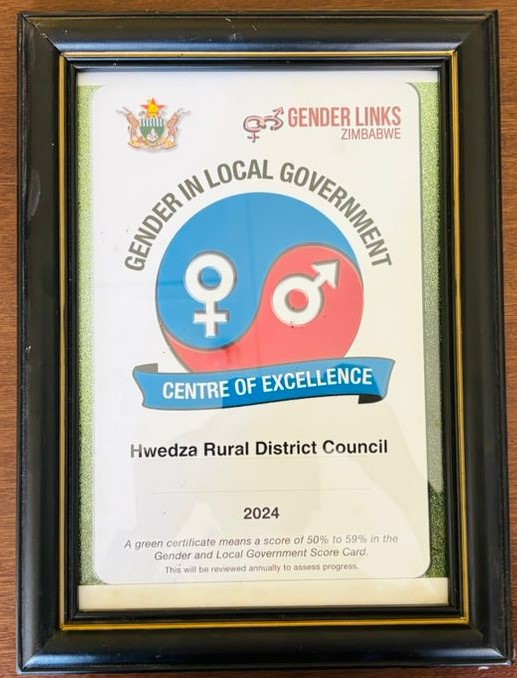 GENDER LINKS
ZIMBABWE
GENDER IN LOCAL GOVERNMENT
CENTRE OF EXCELLENCE
Hwedza Rural District Council
2024
A green certificate means a score of 50% to 59% in the
Gender and Local Government Score Card.
This will be reviewed annually to assess progress.